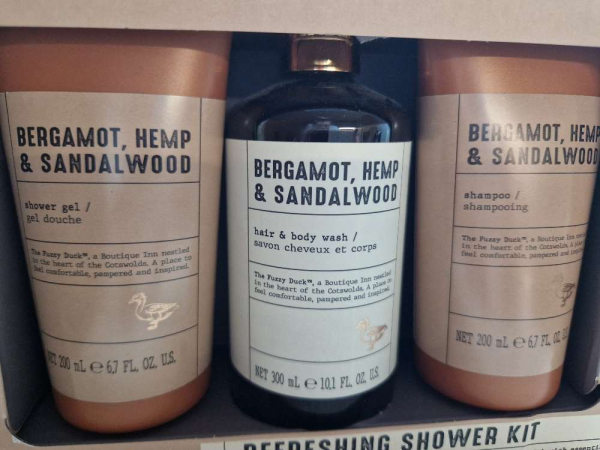 BERGAMOT, HEMP
& SANDALWOOD
shower gel /
gel douche
The Fuzzy Duck™, a Boutique Inn nestled
in the heart of the Cotswolds. A place to
feel comfortable, pampered and inspired.
NET 200 mL ℮ 6,7 FL. OZ. U.S.
BERGAMOT, HEMP
& SANDALWOOD
hair & body wash /
savon cheveux et corps
The Fuzzy Duck™, a Boutique Inn nestled
in the heart of the Cotswolds. A place to
feel comfortable, pampered and inspired.
NET 300 mL ℮ 10,1 FL. OZ. U.S.
BERGAMOT, HEMP
& SANDALWOOD
shampoo /
shampooing
The Fuzzy Duck™, a Boutique Inn
in the heart of the Cotswolds. A place
feel comfortable, pampered and inspired.
NET 200 mL ℮ 6,7 FL. OZ.
REFRESHING SHOWER KIT